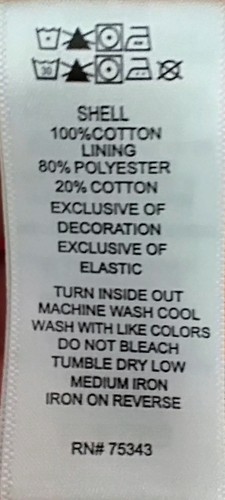 30
SHELL
100%COTTON
LINING
80% POLYESTER
20% COTTON
EXCLUSIVE OF
DECORATION
EXCLUSIVE OF
ELASTIC
TURN INSIDE OUT
MACHINE WASH COOL
WASH WITH LIKE COLORS
DO NOT BLEACH
TUMBLE DRY LOW
MEDIUM IRON
IRON ON REVERSE
RN# 75343